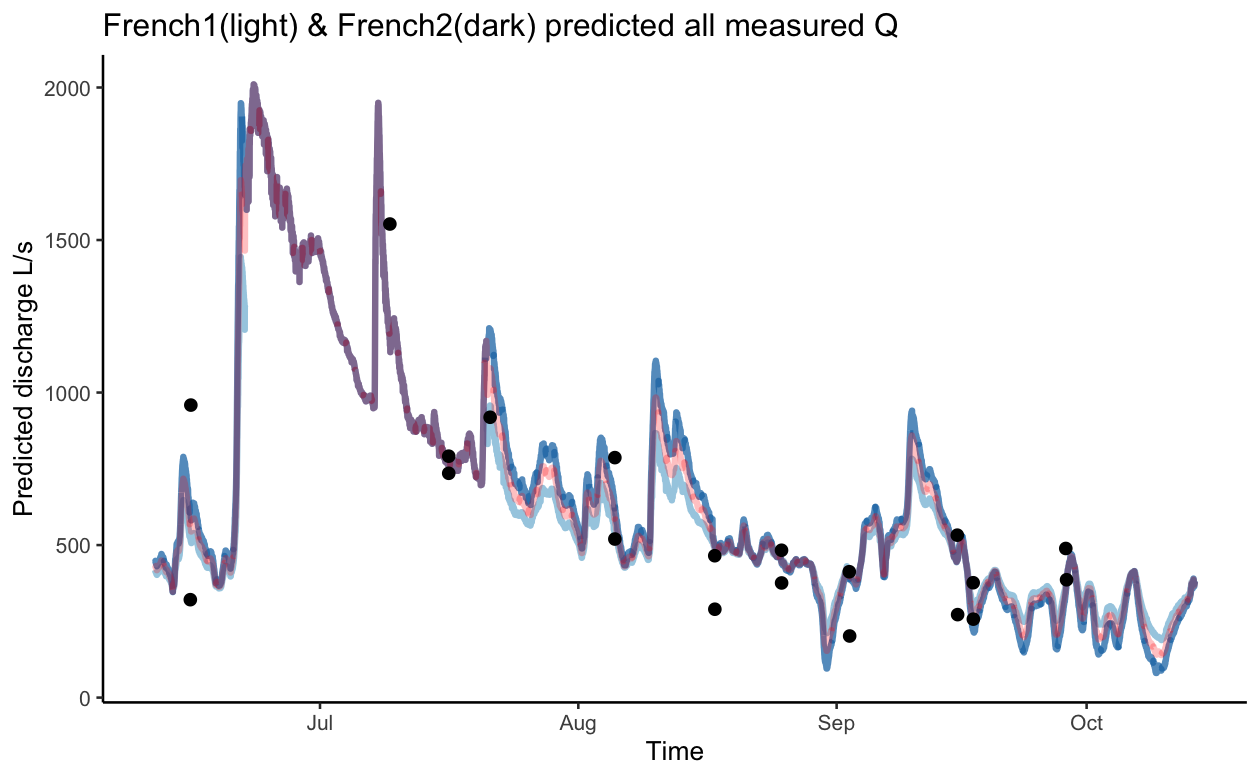 French1(light) & French2(dark) predicted all measured Q
Predicted discharge L/s
2000
1500
1000
500
0
Jul
Aug
Sep
Oct
Time